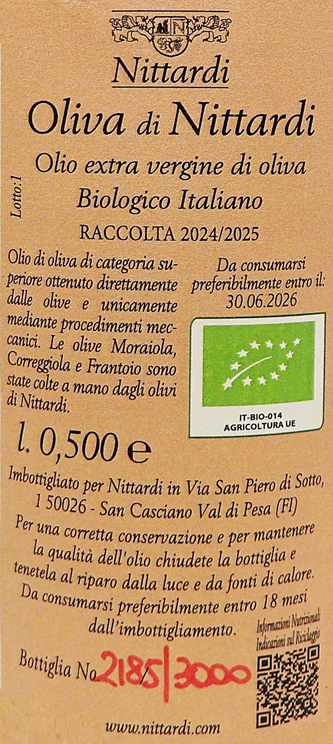 N
Nittardi
Oliva di Nittardi
Olio extra vergine di oliva
Biologico Italiano
RACCOLTA 2024/2025
Lotto:1
Olio di oliva di categoria su-
periore ottenuto direttamente
dalle olive e unicamente
mediante procedimenti mec-
canici. Le olive Moraiola,
Correggiola e Frantoio sono
state colte a mano dagli olivi
di Nittardi.
Da consumarsi
preferibilmente entro il:
30.06.2026
IT-BIO-014
AGRICOLTURA UE
l. 0,500 e
Imbottigliato per Nittardi in Via San Piero di Sotto,
1 50026 - San Casciano Val di Pesa (FI)
Per una corretta conservazione e per mantenere
la qualità dell'olio chiudete la bottiglia e
tenetela al riparo dalla luce e da fonti di calore.
Da consumarsi preferibilmente entro 18 mesi
dall'imbottigliamento.
Informazioni Nutrizionali
Indicazioni sul Riciclaggio
Bottiglia No. 2185/3000
www.nittardi.com